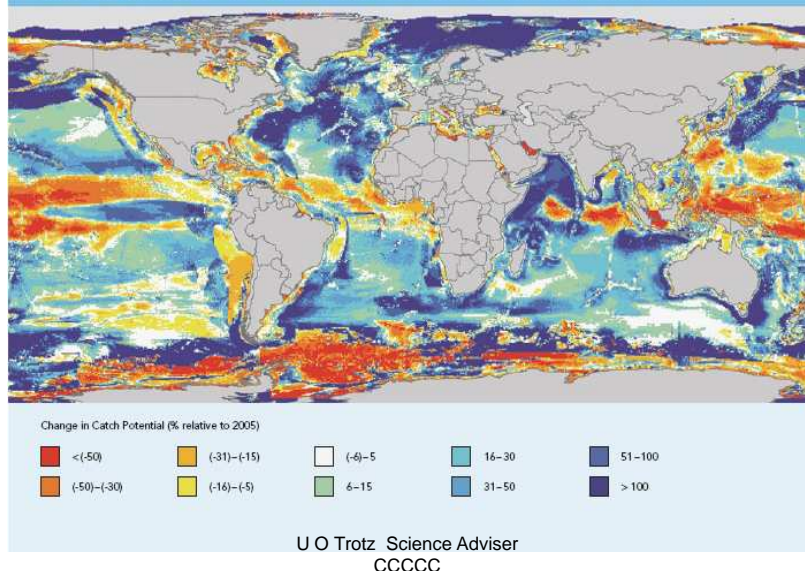 Change in Catch Potential (% relative to 2005)
<(-50) (-31)–(-15) (-6)–5 16–30 51–100
(-50)–(-30) (-16)–(-5) 6–15 31–50 >100
U O Trotz Science Adviser
CCCCC